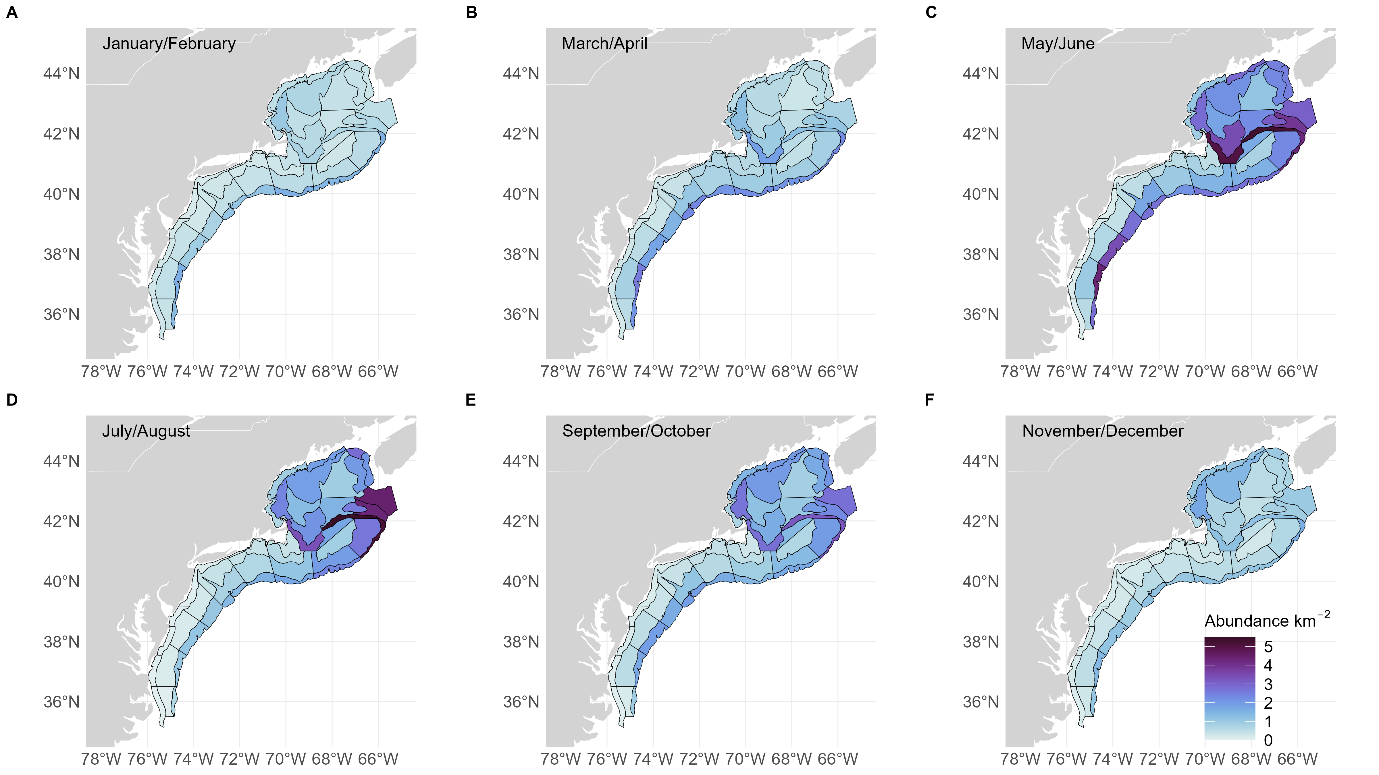 A
B
C
January/February
March/April
May/June
44°N
42°N
40°N
38°N
36°N
78°W 76°W 74°W 72°W 70°W 68°W 66°W
44°N
42°N
40°N
38°N
36°N
78°W 76°W 74°W 72°W 70°W 68°W 66°W
44°N
42°N
40°N
38°N
36°N
78°W 76°W 74°W 72°W 70°W 68°W 66°W
D
E
F
July/August
September/October
November/December
44°N
42°N
40°N
38°N
36°N
78°W 76°W 74°W 72°W 70°W 68°W 66°W
44°N
42°N
40°N
38°N
36°N
78°W 76°W 74°W 72°W 70°W 68°W 66°W
44°N
42°N
40°N
38°N
36°N
78°W 76°W 74°W 72°W 70°W 68°W 66°W
Abundance km⁻²
5
4
3
2
1
0